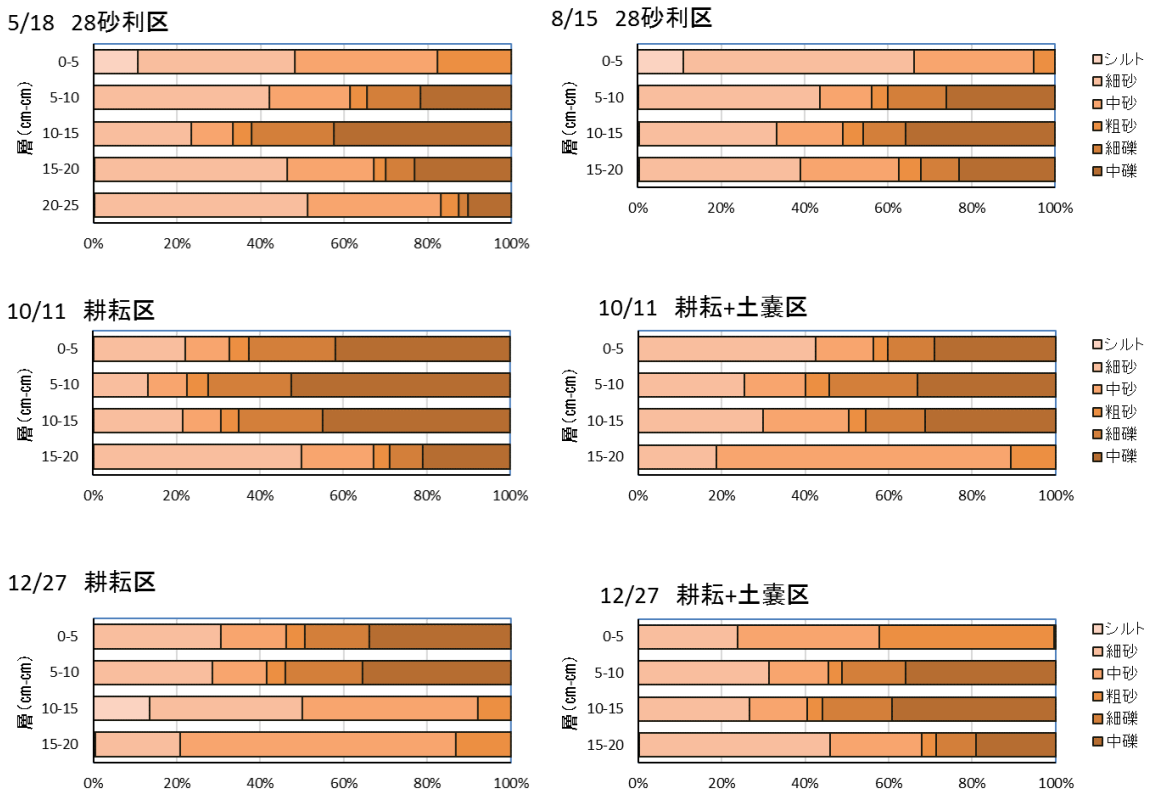 5/18 28砂利区
層(cm-cm)
0-5
5-10
10-15
15-20
20-25
0% 20% 40% 60% 80% 100%
8/15 28砂利区
層(cm-cm)
0-5
5-10
10-15
15-20
0% 20% 40% 60% 80% 100%
シルト
細砂
中砂
粗砂
細礫
中礫
10/11 耕耘区
層(cm-cm)
0-5
5-10
10-15
15-20
0% 20% 40% 60% 80% 100%
10/11 耕耘+土嚢区
0-5
5-10
10-15
15-20
0% 20% 40% 60% 80% 100%
層(cm-cm)
シルト
細砂
中砂
粗砂
細礫
中礫
12/27 耕耘区
層(cm-cm)
0-5
5-10
10-15
15-20
0% 20% 40% 60% 80% 100%
12/27 耕耘+土嚢区
層(cm-cm)
0-5
5-10
10-15
15-20
0% 20% 40% 60% 80% 100%
シルト
細砂
中砂
粗砂
細礫
中礫